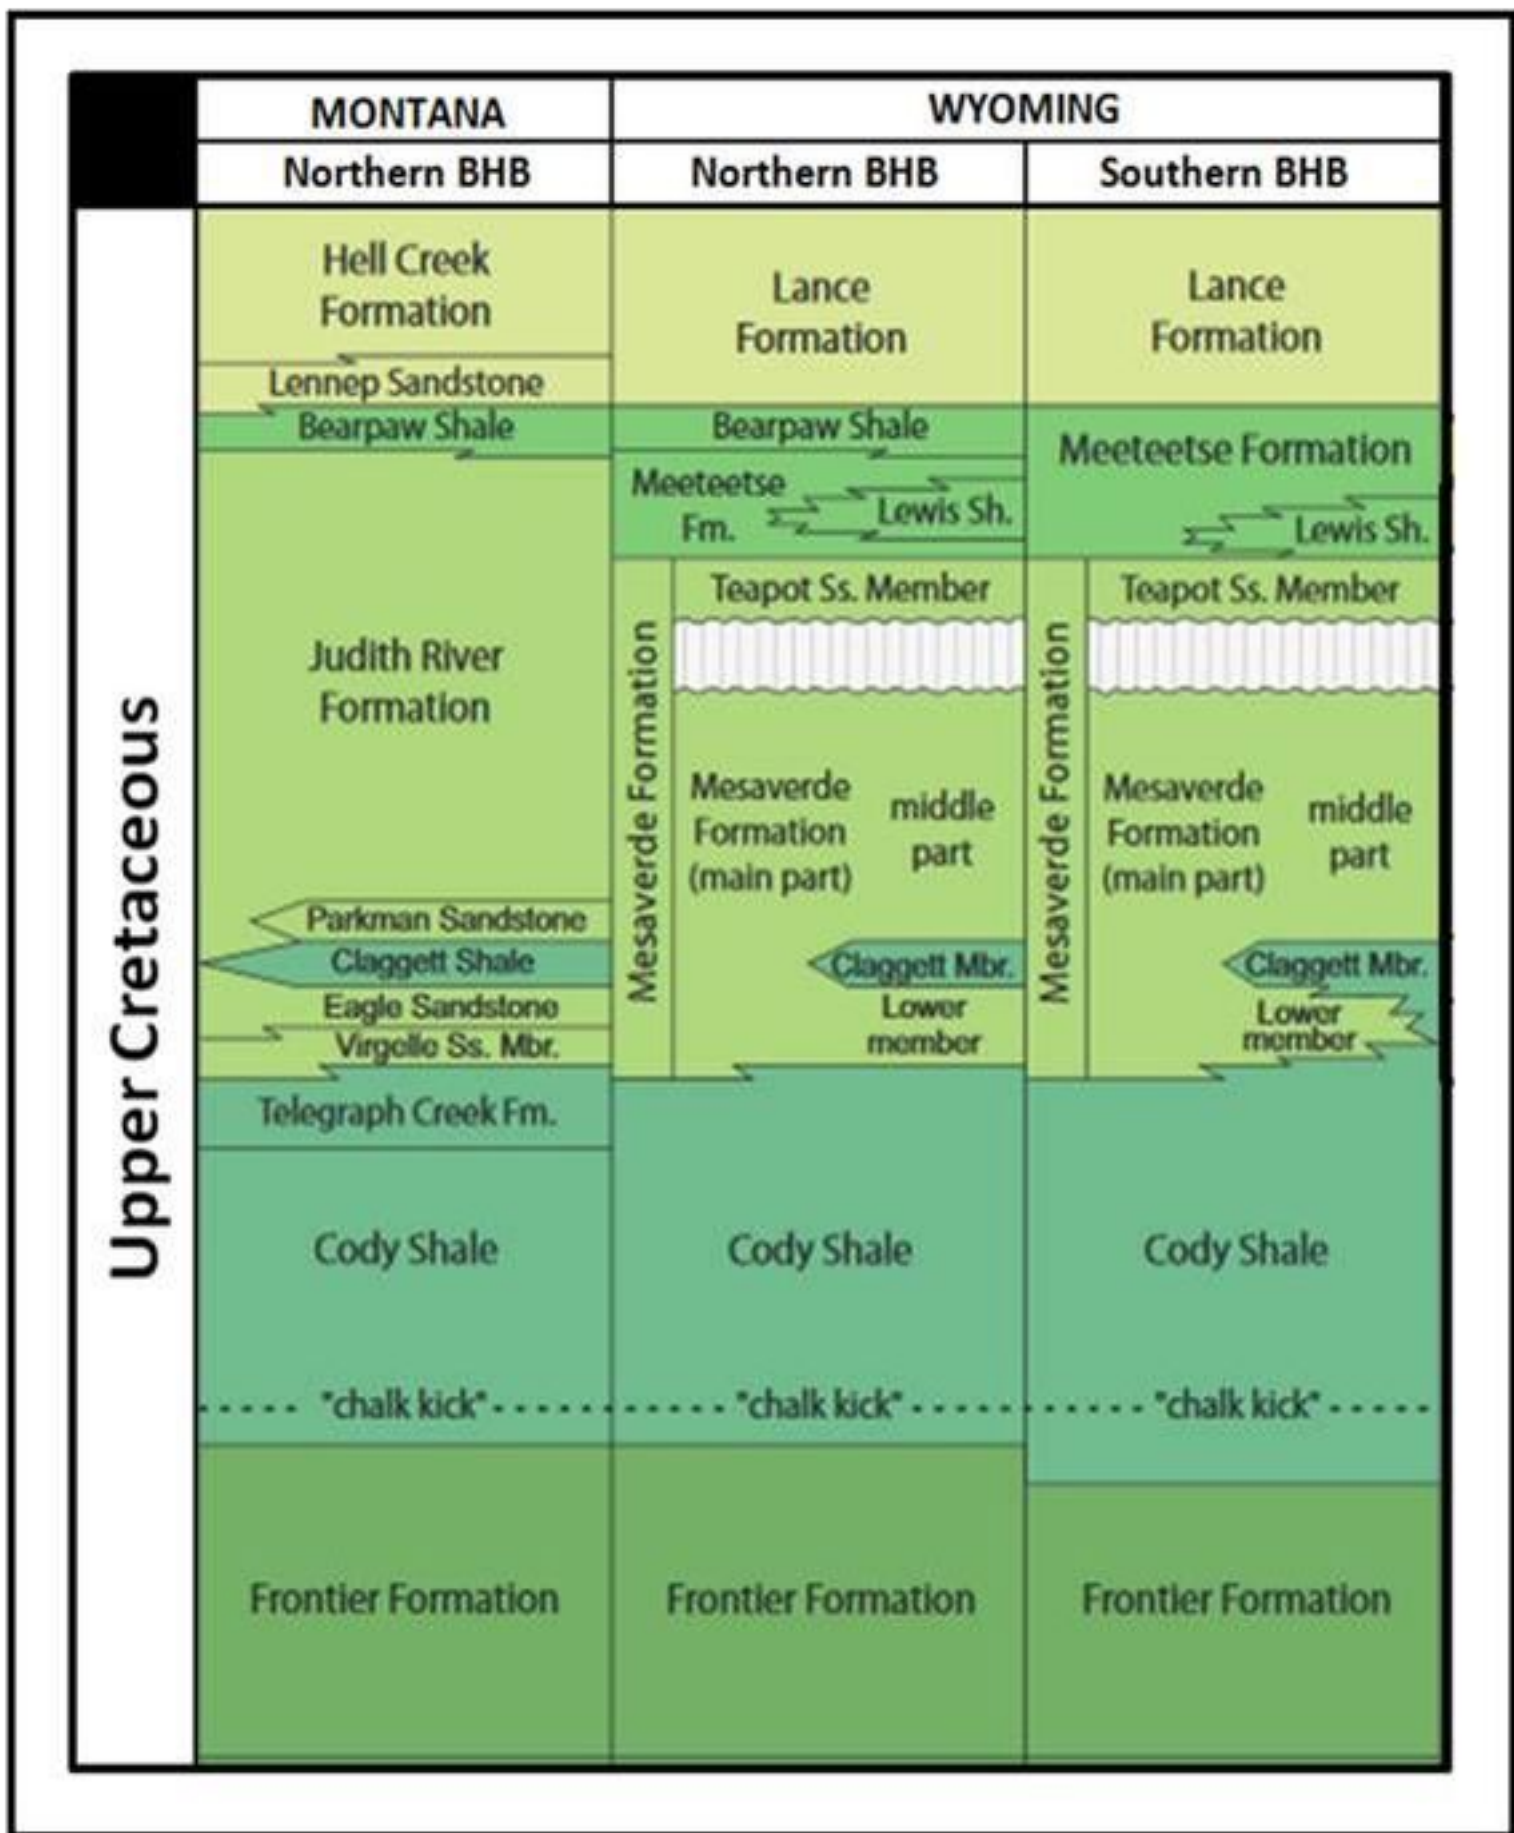 MONTANA
WYOMING
Northern BHB
Northern BHB
Southern BHB
Upper Cretaceous
Hell Creek
Formation
Lennep Sandstone
Bearpaw Shale
Judith River
Formation
Parkman Sandstone
Claggett Shale
Eagle Sandstone
Virgelle Ss. Mbr.
Telegraph Creek Fm.
Cody Shale
"chalk kick"
Frontier Formation
Lance
Formation
Bearpaw Shale
Meeteetse
Fm.
Lewis Sh.
Mesaverde Formation
Teapot Ss. Member
Mesaverde
Formation
(main part)
middle
part
Claggett Mbr.
Lower
member
Cody Shale
"chalk kick"
Frontier Formation
Lance
Formation
Meeteetse Formation
Lewis Sh.
Mesaverde Formation
Teapot Ss. Member
Mesaverde
Formation
(main part)
middle
part
Claggett Mbr.
Lower
member
Cody Shale
"chalk kick"
Frontier Formation